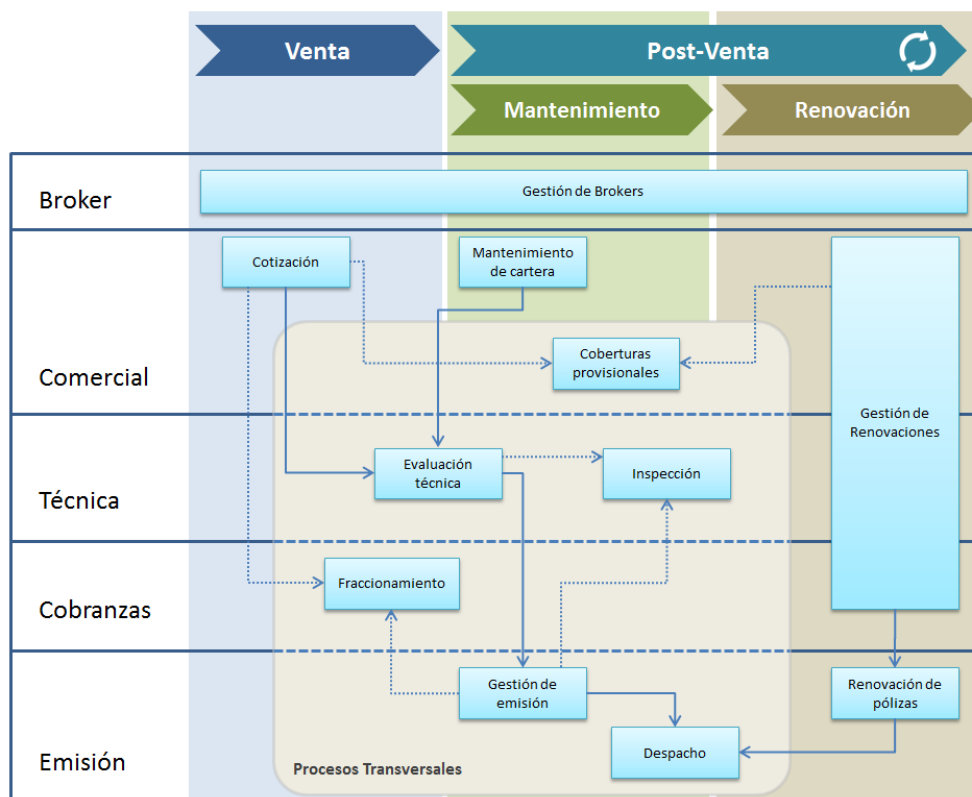 Venta
Post-Venta
Mantenimiento
Renovación
Broker
Gestión de Brokers
Comercial
Cotización
Mantenimiento
de cartera
Coberturas
provisionales
Gestión de
Renovaciones
Técnica
Evaluación
técnica
Inspección
Cobranzas
Fraccionamiento
Emisión
Gestión de
emisión
Renovación de
pólizas
Despacho
Procesos Transversales